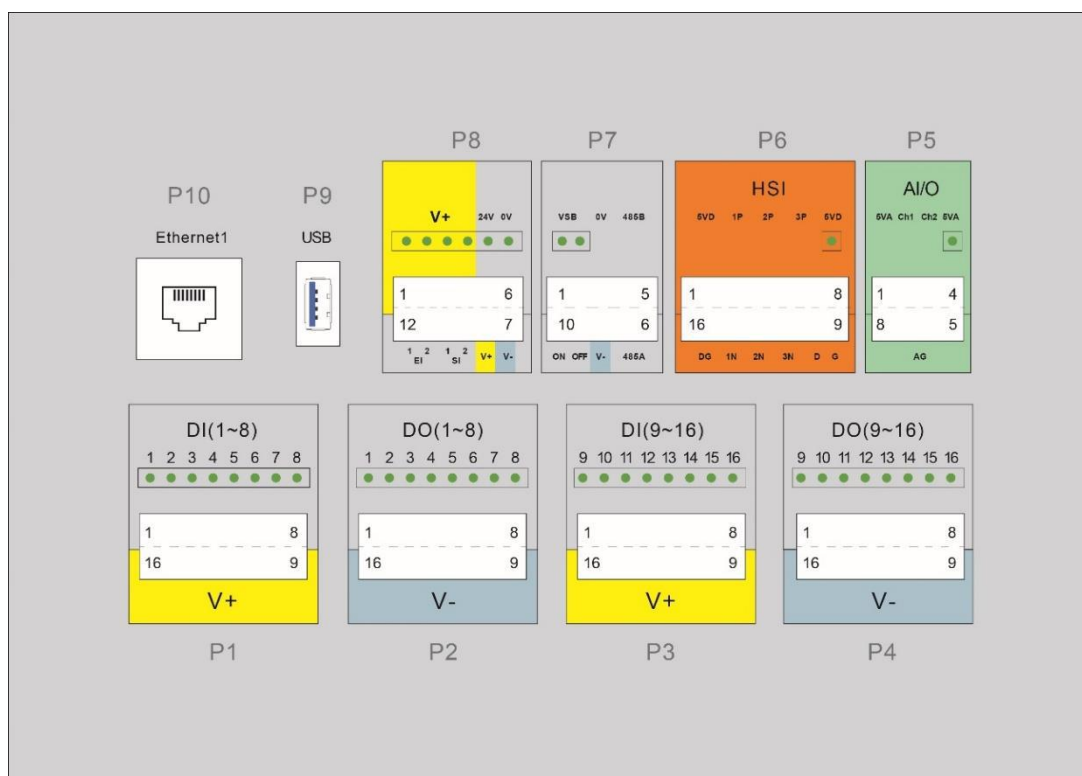 P8 P7 P6 P5
P10 P9
HSI AI/O
V+ 24V 0V VSB 0V 485B 5VD 1P 2P 3P 5VD 5VA Ch1 Ch2 5VA
Ethernet1 USB
1 6 1 5 1 8 1 4
12 7 10 6 16 9 8 5
1 2 1 2
EI SI V+ V- ON OFF V- 485A DG 1N 2N 3N D G AG
DI(1~8) DO(1~8) DI(9~16) DO(9~16)
1 2 3 4 5 6 7 8 1 2 3 4 5 6 7 8 9 10 11 12 13 14 15 16 9 10 11 12 13 14 15 16
1 8 1 8 1 8 1 8
16 9 16 9 16 9 16 9
V+ V- V+ V-
P1 P2 P3 P4